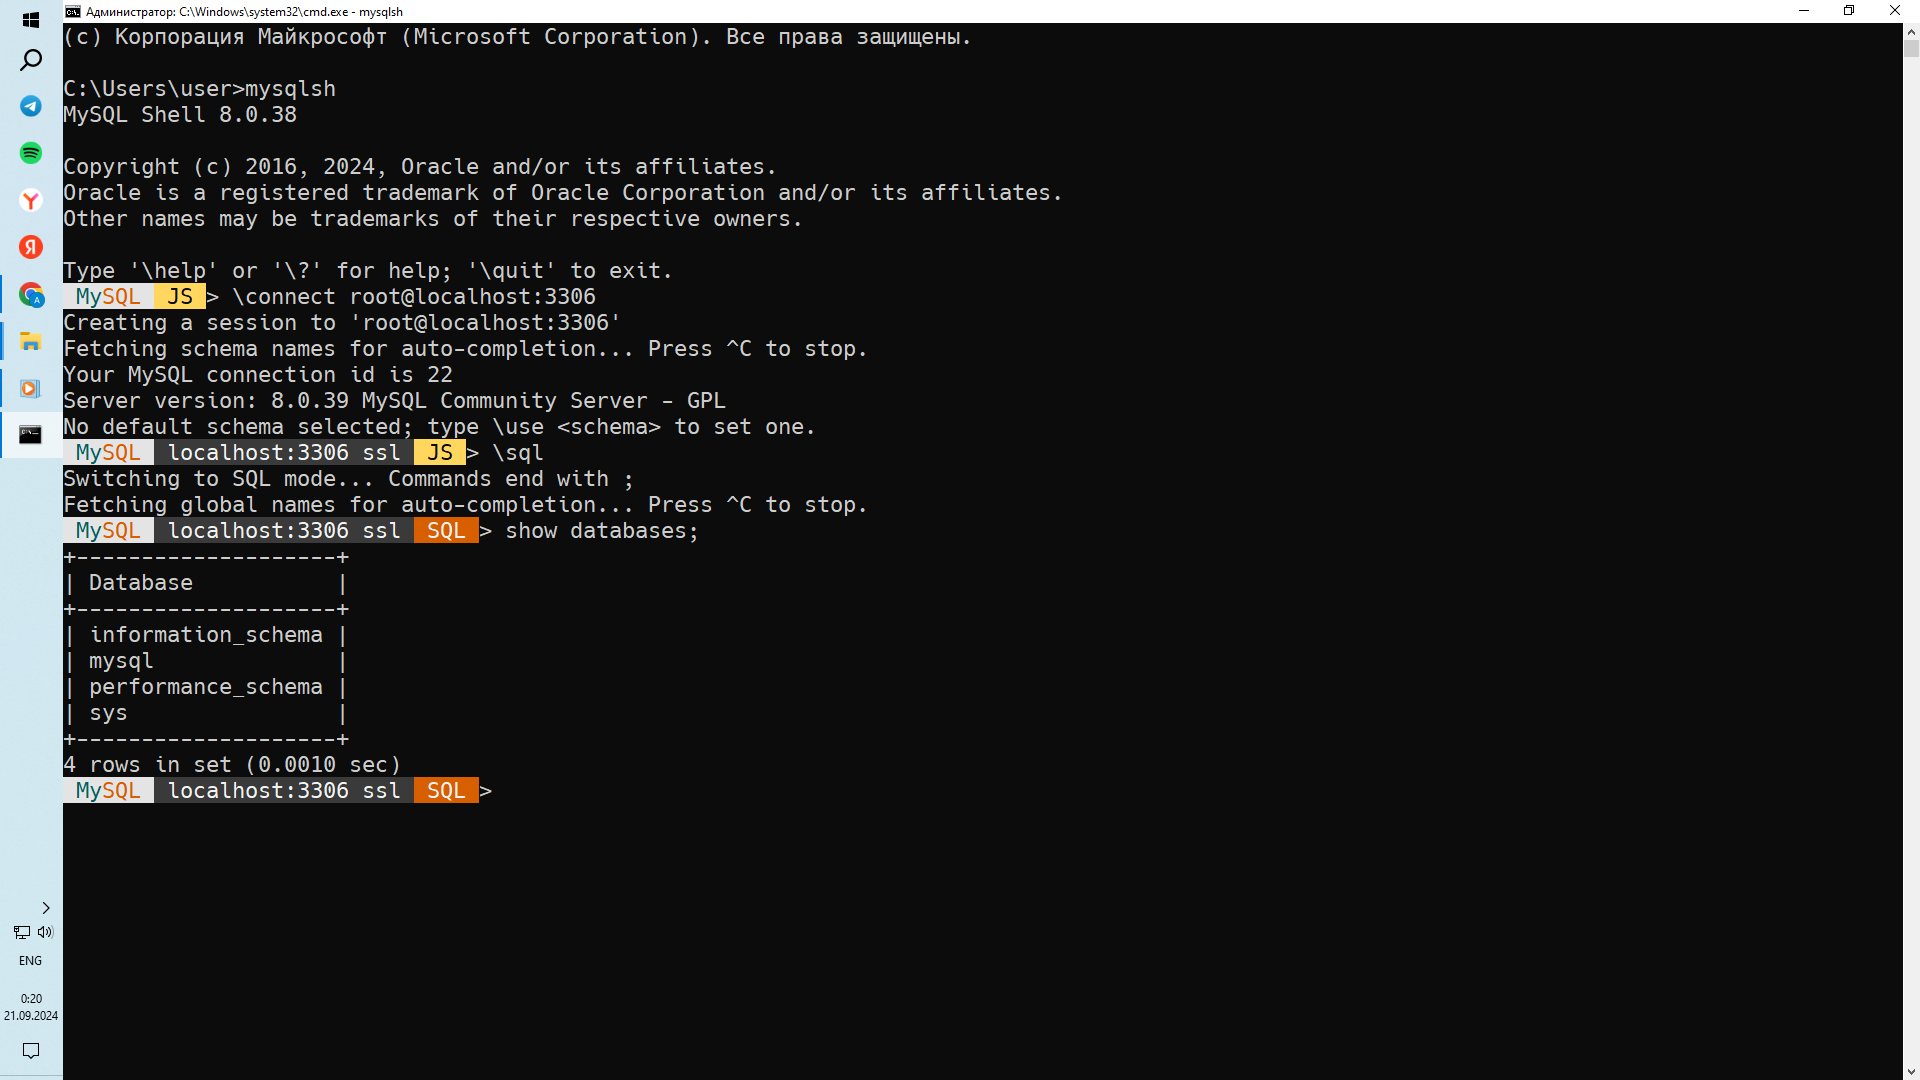 Администратор: C:\Windows\system32\cmd.exe - mysqlsh
(c) Корпорация Майкрософт (Microsoft Corporation). Все права защищены.
C:\Users\user>mysqlsh
MySQL Shell 8.0.38
Copyright (c) 2016, 2024, Oracle and/or its affiliates.
Oracle is a registered trademark of Oracle Corporation and/or its affiliates.
Other names may be trademarks of their respective owners.
Type '\help' or '\?' for help; '\quit' to exit.
MySQL JS > \connect root@localhost:3306
Creating a session to 'root@localhost:3306'
Fetching schema names for auto-completion... Press ^C to stop.
Your MySQL connection id is 22
Server version: 8.0.39 MySQL Community Server - GPL
No default schema selected; type \use <schema> to set one.
MySQL localhost:3306 ssl JS > \sql
Switching to SQL mode... Commands end with ;
Fetching global names for auto-completion... Press ^C to stop.
MySQL localhost:3306 ssl SQL > show databases;
+--------------------+
| Database           |
+--------------------+
| information_schema |
| mysql              |
| performance_schema |
| sys                |
+--------------------+
4 rows in set (0.0010 sec)
MySQL localhost:3306 ssl SQL >
ENG
0:20
21.09.2024